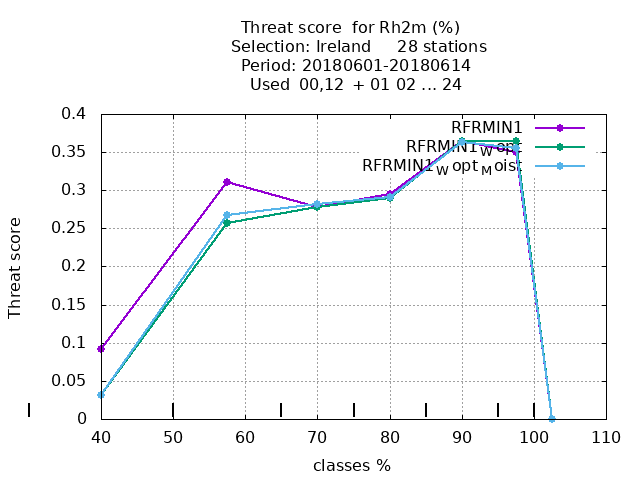 Threat score  for Rh2m (%)
Selection: Ireland     28 stations
Period: 20180601-20180614
Used  00,12  + 01 02 ... 24
RFRMIN1
RFRMIN1Wopt
RFRMIN1WoptMoist
Threat score
0.4
0.35
0.3
0.25
0.2
0.15
0.1
0.05
0
40 50 60 70 80 90 100 110
classes %